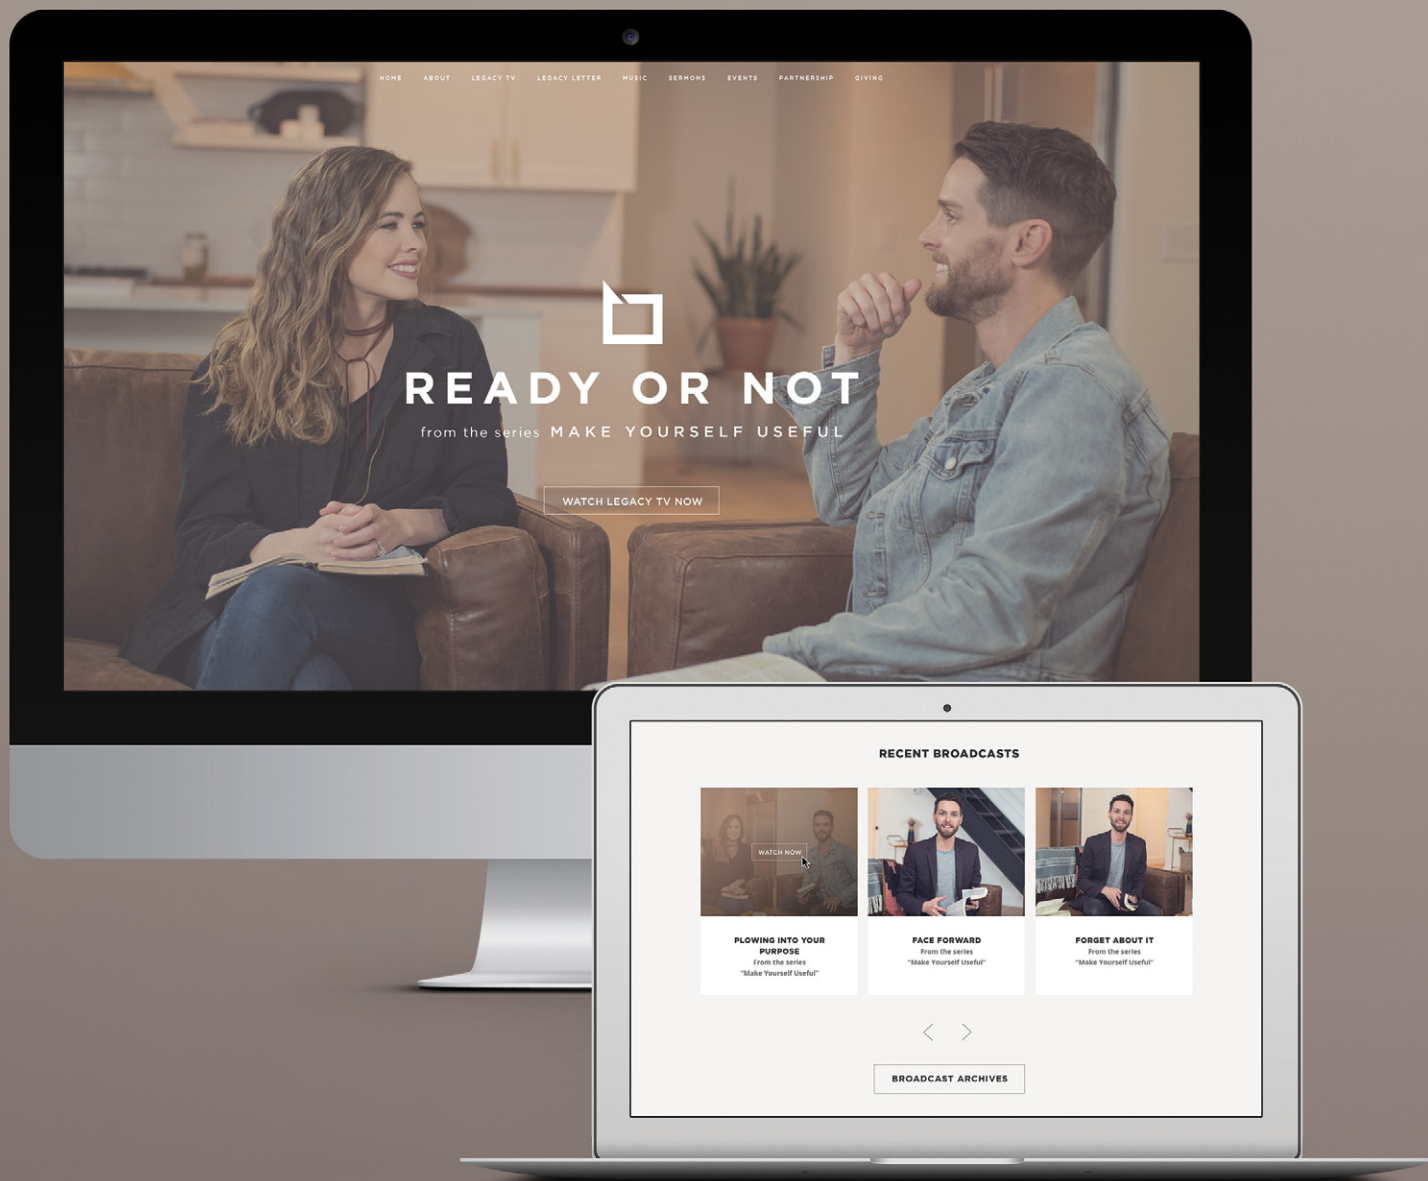 HOME ABOUT LEGACY TV LEGACY LETTER MUSIC SERMONS EVENTS PARTNERSHIP GIVING
READY OR NOT
from the series MAKE YOURSELF USEFUL
WATCH LEGACY TV NOW
RECENT BROADCASTS
WATCH NOW
PLOWING INTO YOUR
PURPOSE
From the series
"Make Yourself Useful"
FACE FORWARD
From the series
"Make Yourself Useful"
FORGET ABOUT IT
From the series
"Make Yourself Useful"
BROADCAST ARCHIVES